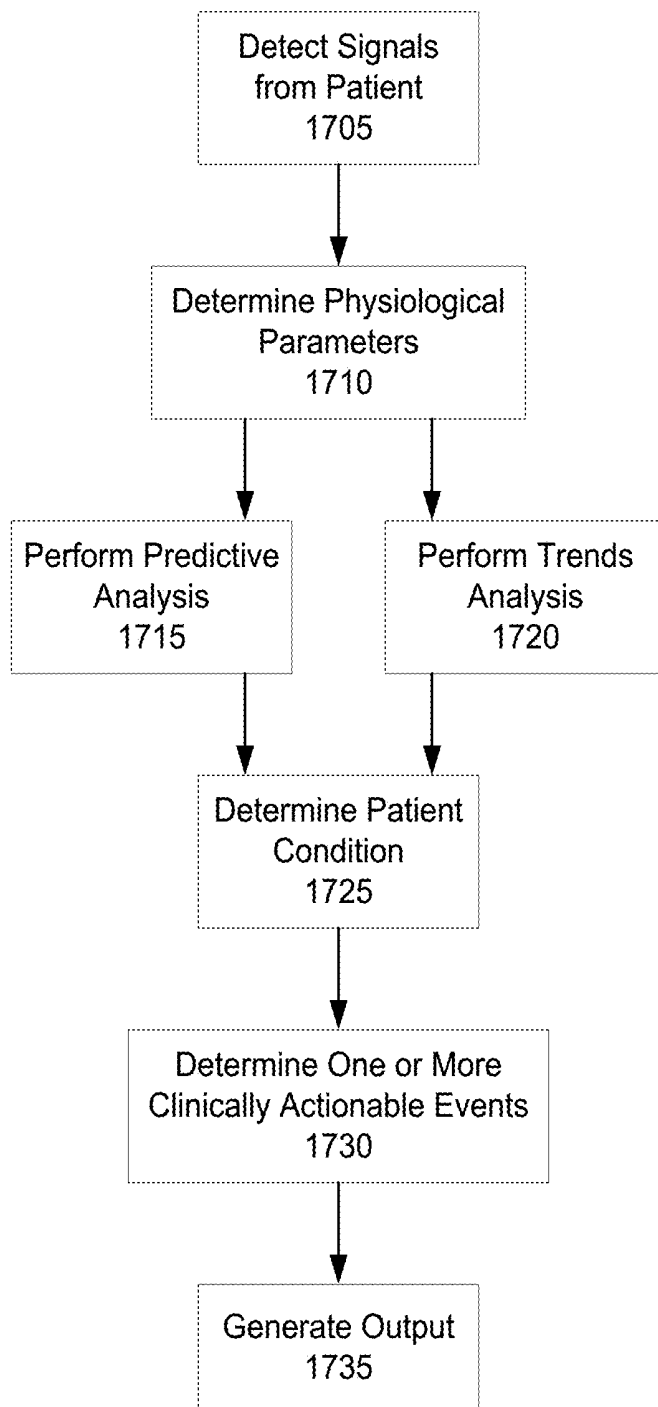 Detect Signals
from Patient
1705
Determine Physiological
Parameters
1710
Perform Predictive
Analysis
1715
Perform Trends
Analysis
1720
Determine Patient
Condition
1725
Determine One or More
Clinically Actionable Events
1730
Generate Output
1735